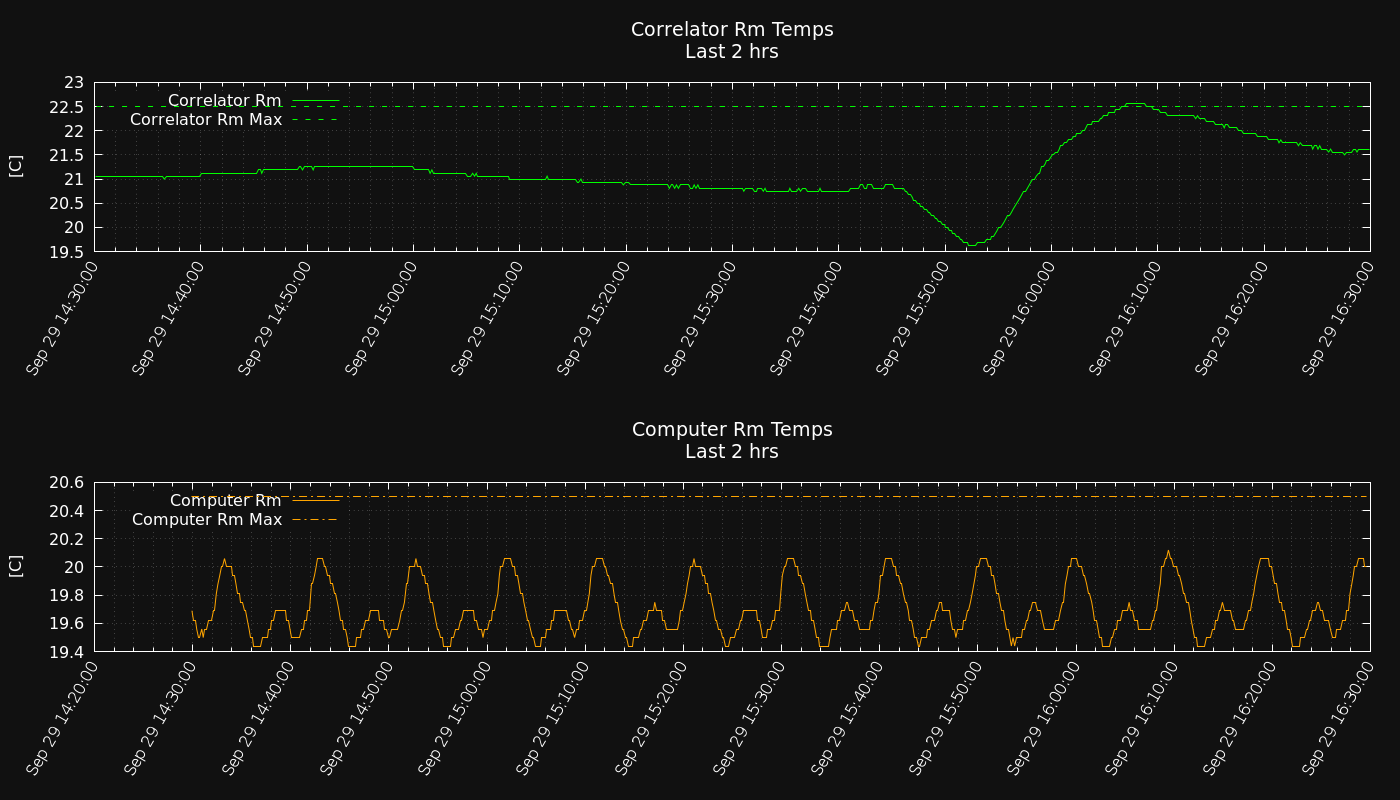 Correlator Rm Temps
Last 2 hrs
23
22.5
22
21.5
21
20.5
20
19.5
[C]
Correlator Rm
Correlator Rm Max
Sep 29 14:30:00
Sep 29 14:40:00
Sep 29 14:50:00
Sep 29 15:00:00
Sep 29 15:10:00
Sep 29 15:20:00
Sep 29 15:30:00
Sep 29 15:40:00
Sep 29 15:50:00
Sep 29 16:00:00
Sep 29 16:10:00
Sep 29 16:20:00
Sep 29 16:30:00
Computer Rm Temps
Last 2 hrs
20.6
20.4
20.2
20
19.8
19.6
19.4
[C]
Computer Rm
Computer Rm Max
Sep 29 14:20:00
Sep 29 14:30:00
Sep 29 14:40:00
Sep 29 14:50:00
Sep 29 15:00:00
Sep 29 15:10:00
Sep 29 15:20:00
Sep 29 15:30:00
Sep 29 15:40:00
Sep 29 15:50:00
Sep 29 16:00:00
Sep 29 16:10:00
Sep 29 16:20:00
Sep 29 16:30:00